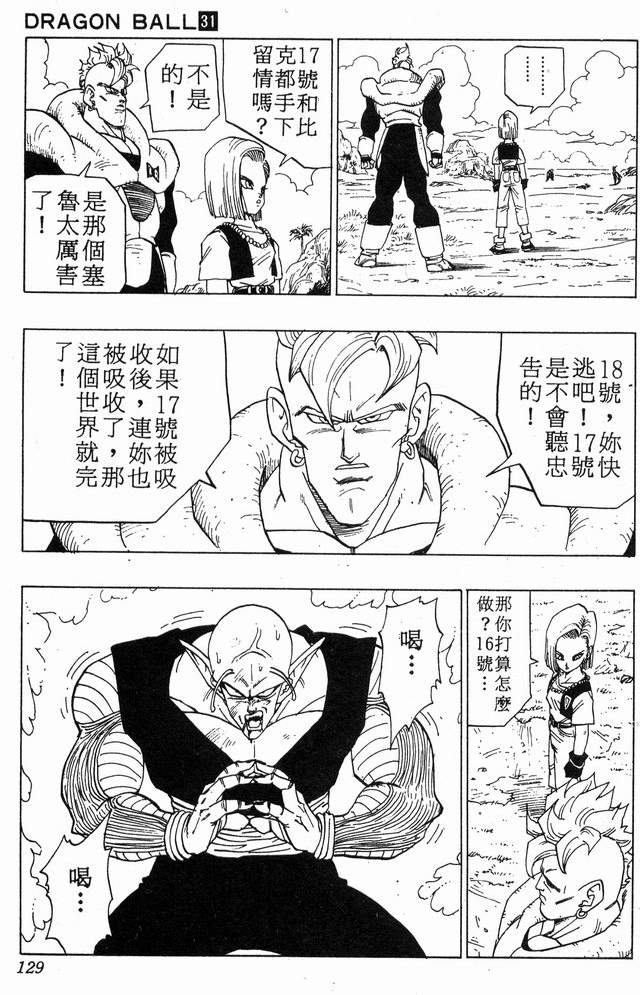 DRAGON BALL 31
⋯⋯
⋯⋯
17號和比
克都手下
留情嗎？
不是
的！
是那個塞
魯太厲害
了！
18號，妳快
逃吧！17號
是不會聽忠
告的！
如果17號被吸
收後，連妳也
被吸收了，那
這個世界就完
了！
那你打算怎麼
做？16號⋯
喝⋯
喝⋯
129